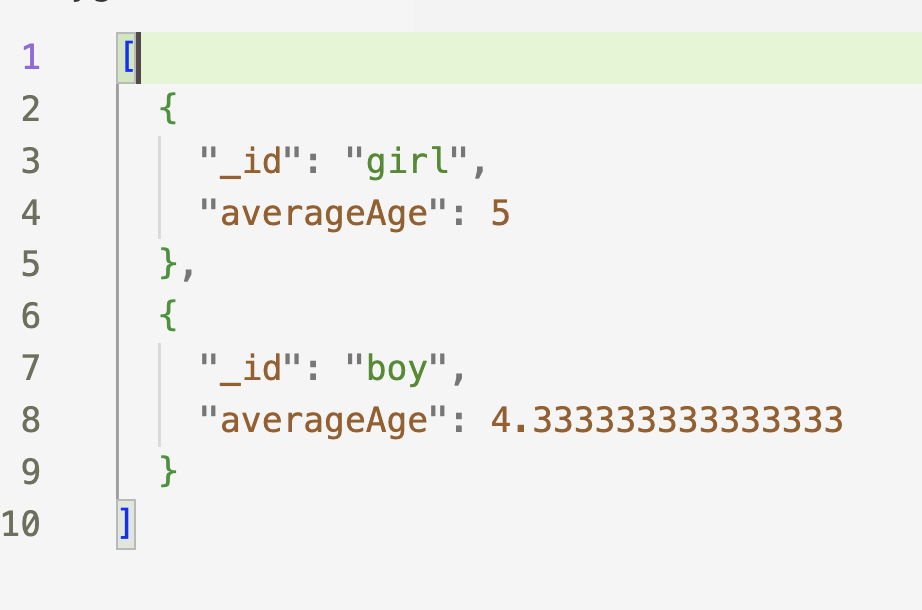 1 [
2 {
3 "_id": "girl",
4 "averageAge": 5
5 },
6 {
7 "_id": "boy",
8 "averageAge": 4.333333333333333
9 }
10 ]